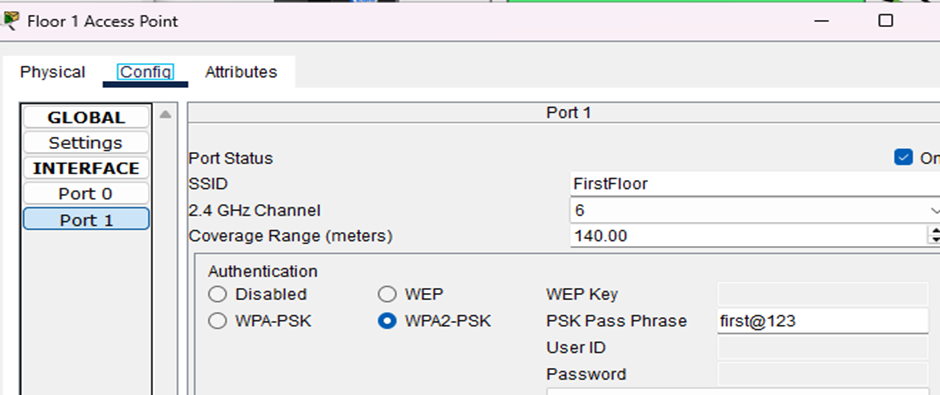 Floor 1 Access Point
Physical Config Attributes
GLOBAL
Settings
INTERFACE
Port 0
Port 1
Port 1
Port Status On
SSID FirstFloor
2.4 GHz Channel 6
Coverage Range (meters) 140.00
Authentication
Disabled WEP WEP Key
WPA-PSK WPA2-PSK PSK Pass Phrase first@123
User ID
Password